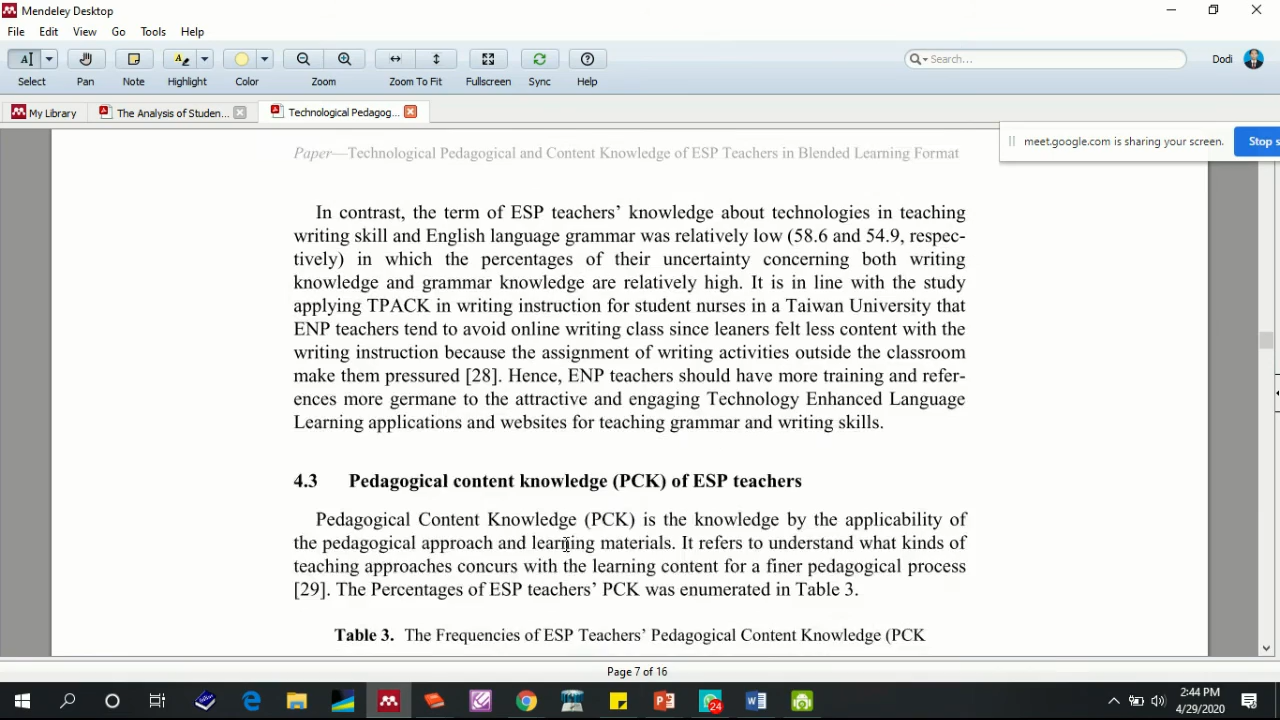 Mendeley Desktop
File Edit View Go Tools Help
Select Pan Note Highlight Color Zoom Zoom To Fit Fullscreen Sync Help
Search...
Dodi
My Library
The Analysis of Studen...
Technological Pedagog...
meet.google.com is sharing your screen.
Stop s
Paper—Technological Pedagogical and Content Knowledge of ESP Teachers in Blended Learning Format
In contrast, the term of ESP teachers’ knowledge about technologies in teaching
writing skill and English language grammar was relatively low (58.6 and 54.9, respec-
tively) in which the percentages of their uncertainty concerning both writing
knowledge and grammar knowledge are relatively high. It is in line with the study
applying TPACK in writing instruction for student nurses in a Taiwan University that
ENP teachers tend to avoid online writing class since leaners felt less content with the
writing instruction because the assignment of writing activities outside the classroom
make them pressured [28]. Hence, ENP teachers should have more training and refer-
ences more germane to the attractive and engaging Technology Enhanced Language
Learning applications and websites for teaching grammar and writing skills.
4.3 Pedagogical content knowledge (PCK) of ESP teachers
Pedagogical Content Knowledge (PCK) is the knowledge by the applicability of
the pedagogical approach and learning materials. It refers to understand what kinds of
teaching approaches concurs with the learning content for a finer pedagogical process
[29]. The Percentages of ESP teachers’ PCK was enumerated in Table 3.
Table 3. The Frequencies of ESP Teachers’ Pedagogical Content Knowledge (PCK
Page 7 of 16
24
2:44 PM
4/29/2020